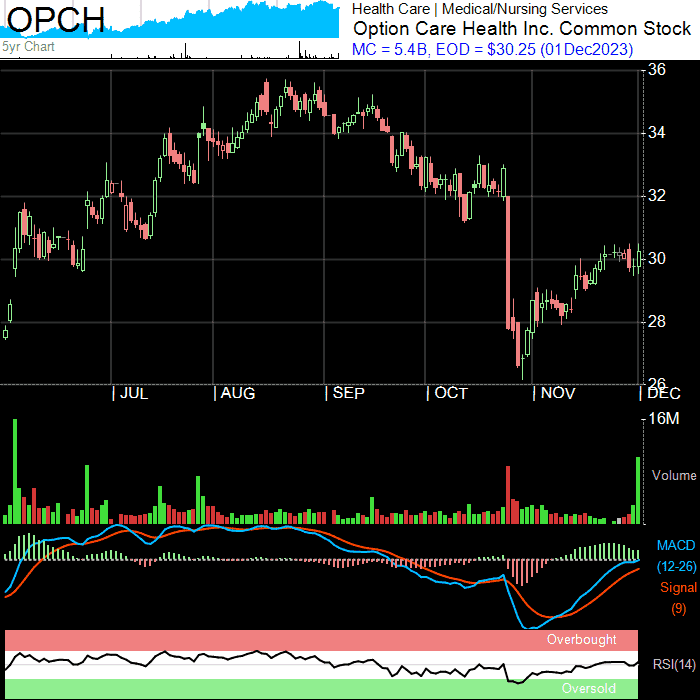 OPCH
5yr Chart
Health Care | Medical/Nursing Services
Option Care Health Inc. Common Stock
MC = 5.4B, EOD = $30.25 (01Dec2023)
36
34
32
30
28
26
JUL
AUG
SEP
OCT
NOV
DEC
16M
Volume
MACD
(12-26)
Signal
(9)
Overbought
RSI(14)
Oversold